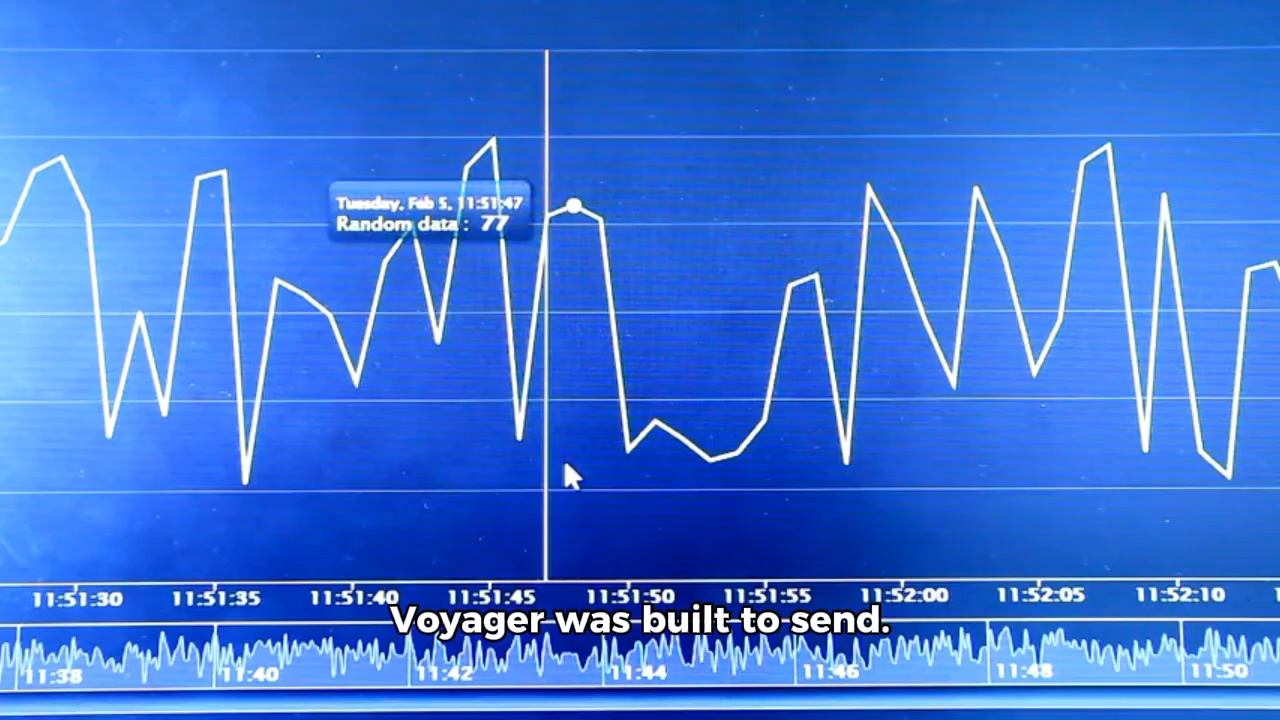 Tuesday, Feb 5, 11:51:47
Random data : 77
11:51:30 11:51:35 11:51:40 11:51:45 11:51:50 11:51:55 11:52:00 11:52:05 11:52:10
Voyager was built to send.
11:38 11:40 11:42 11:44 11:46 11:48 11:50